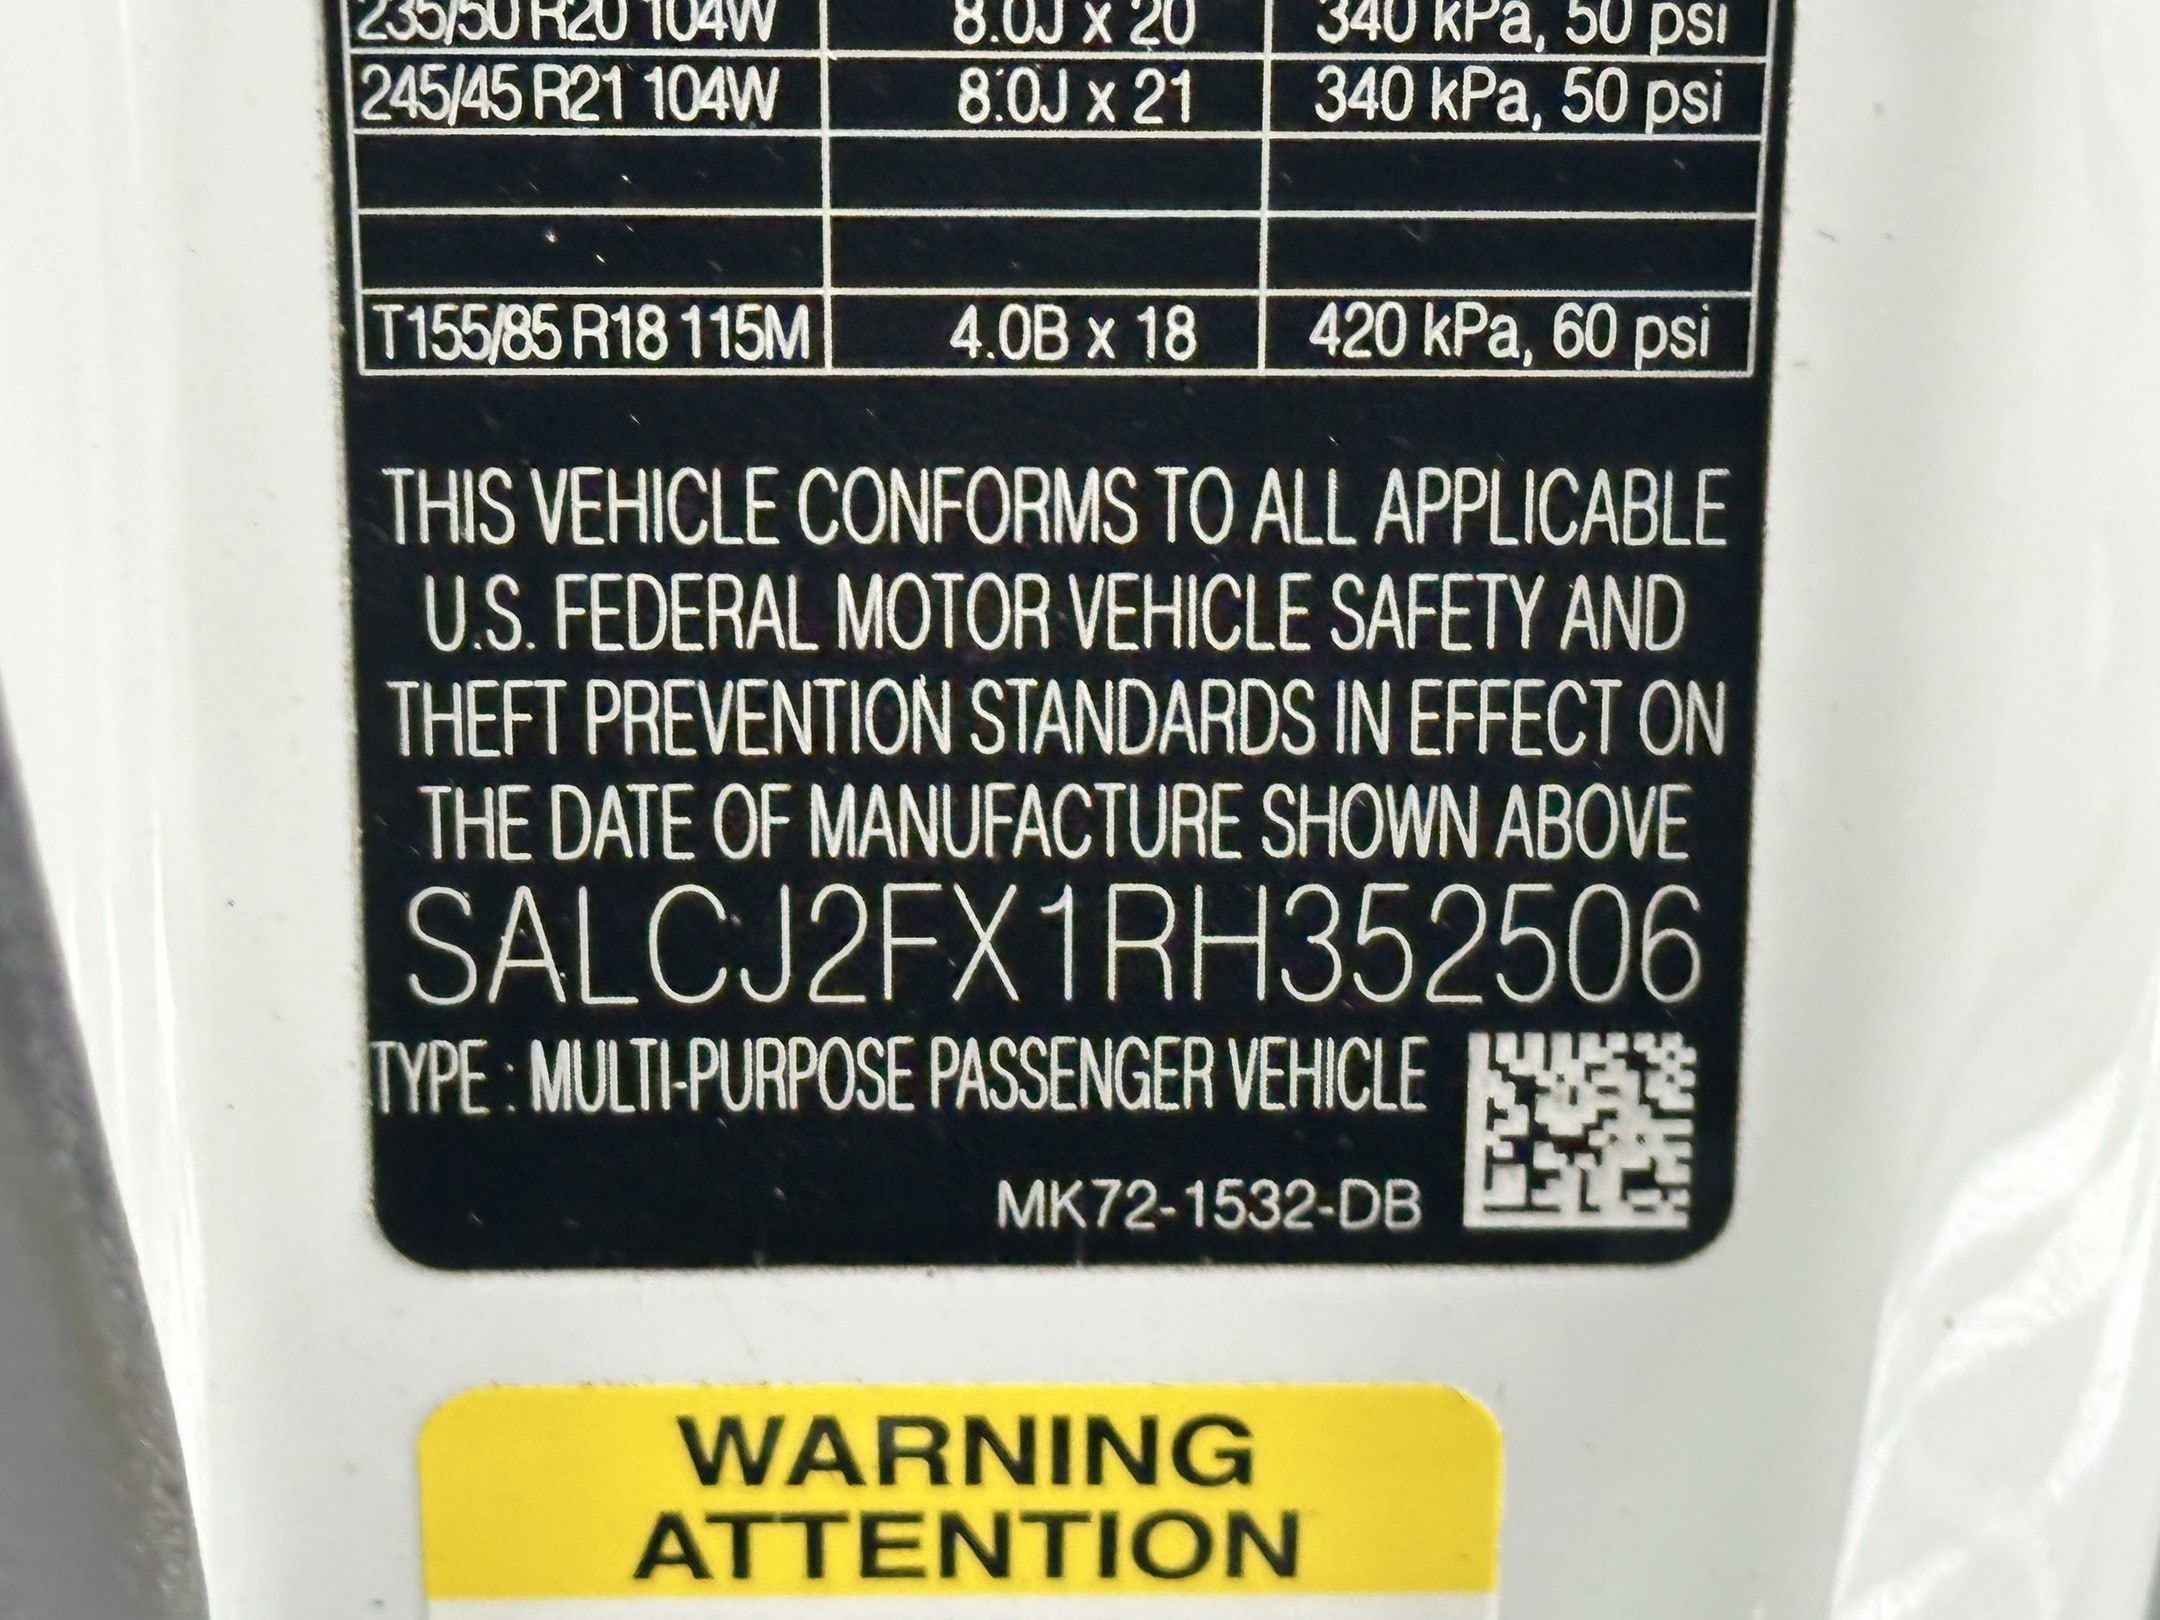 235/50 R20 104W 8.0J x 20 340 kPa, 50 psi
245/45 R21 104W 8.0J x 21 340 kPa, 50 psi
T155/85 R18 115M 4.0B x 18 420 kPa, 60 psi
THIS VEHICLE CONFORMS TO ALL APPLICABLE
U.S. FEDERAL MOTOR VEHICLE SAFETY AND
THEFT PREVENTION STANDARDS IN EFFECT ON
THE DATE OF MANUFACTURE SHOWN ABOVE
SALCJ2FX1RH352506
TYPE : MULTI-PURPOSE PASSENGER VEHICLE
MK72-1532-DB
WARNING
ATTENTION